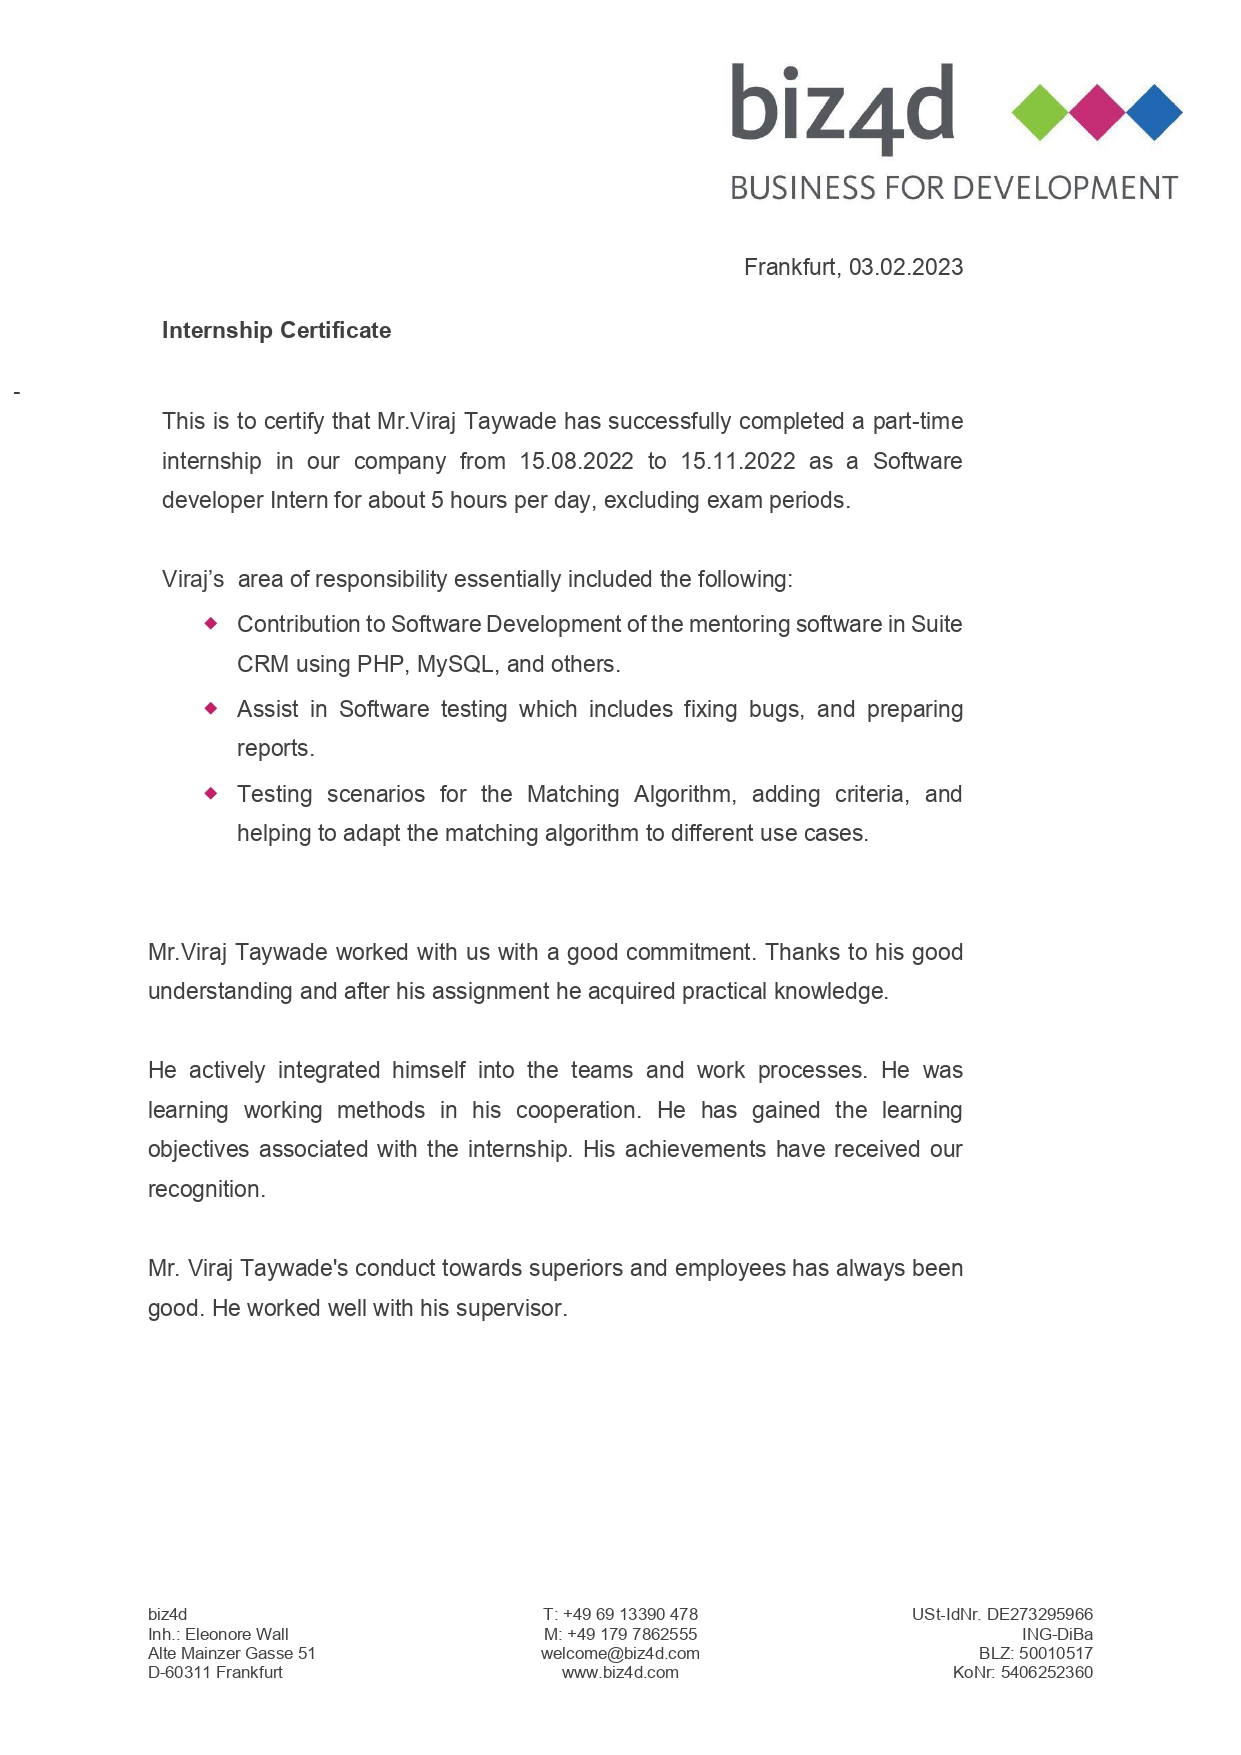 biz4d
BUSINESS FOR DEVELOPMENT
Frankfurt, 03.02.2023
Internship Certificate
-
This is to certify that Mr.Viraj Taywade has successfully completed a part-time
internship in our company from 15.08.2022 to 15.11.2022 as a Software
developer Intern for about 5 hours per day, excluding exam periods.
Viraj’s  area of responsibility essentially included the following:
Contribution to Software Development of the mentoring software in Suite
CRM using PHP, MySQL, and others.
Assist in Software testing which includes fixing bugs, and preparing
reports.
Testing scenarios for the Matching Algorithm, adding criteria, and
helping to adapt the matching algorithm to different use cases.
Mr.Viraj Taywade worked with us with a good commitment. Thanks to his good
understanding and after his assignment he acquired practical knowledge.
He actively integrated himself into the teams and work processes. He was
learning working methods in his cooperation. He has gained the learning
objectives associated with the internship. His achievements have received our
recognition.
Mr. Viraj Taywade's conduct towards superiors and employees has always been
good. He worked well with his supervisor.
biz4d
Inh.: Eleonore Wall
Alte Mainzer Gasse 51
D-60311 Frankfurt
T: +49 69 13390 478
M: +49 179 7862555
welcome@biz4d.com
www.biz4d.com
USt-IdNr. DE273295966
ING-DiBa
BLZ: 50010517
KoNr: 5406252360